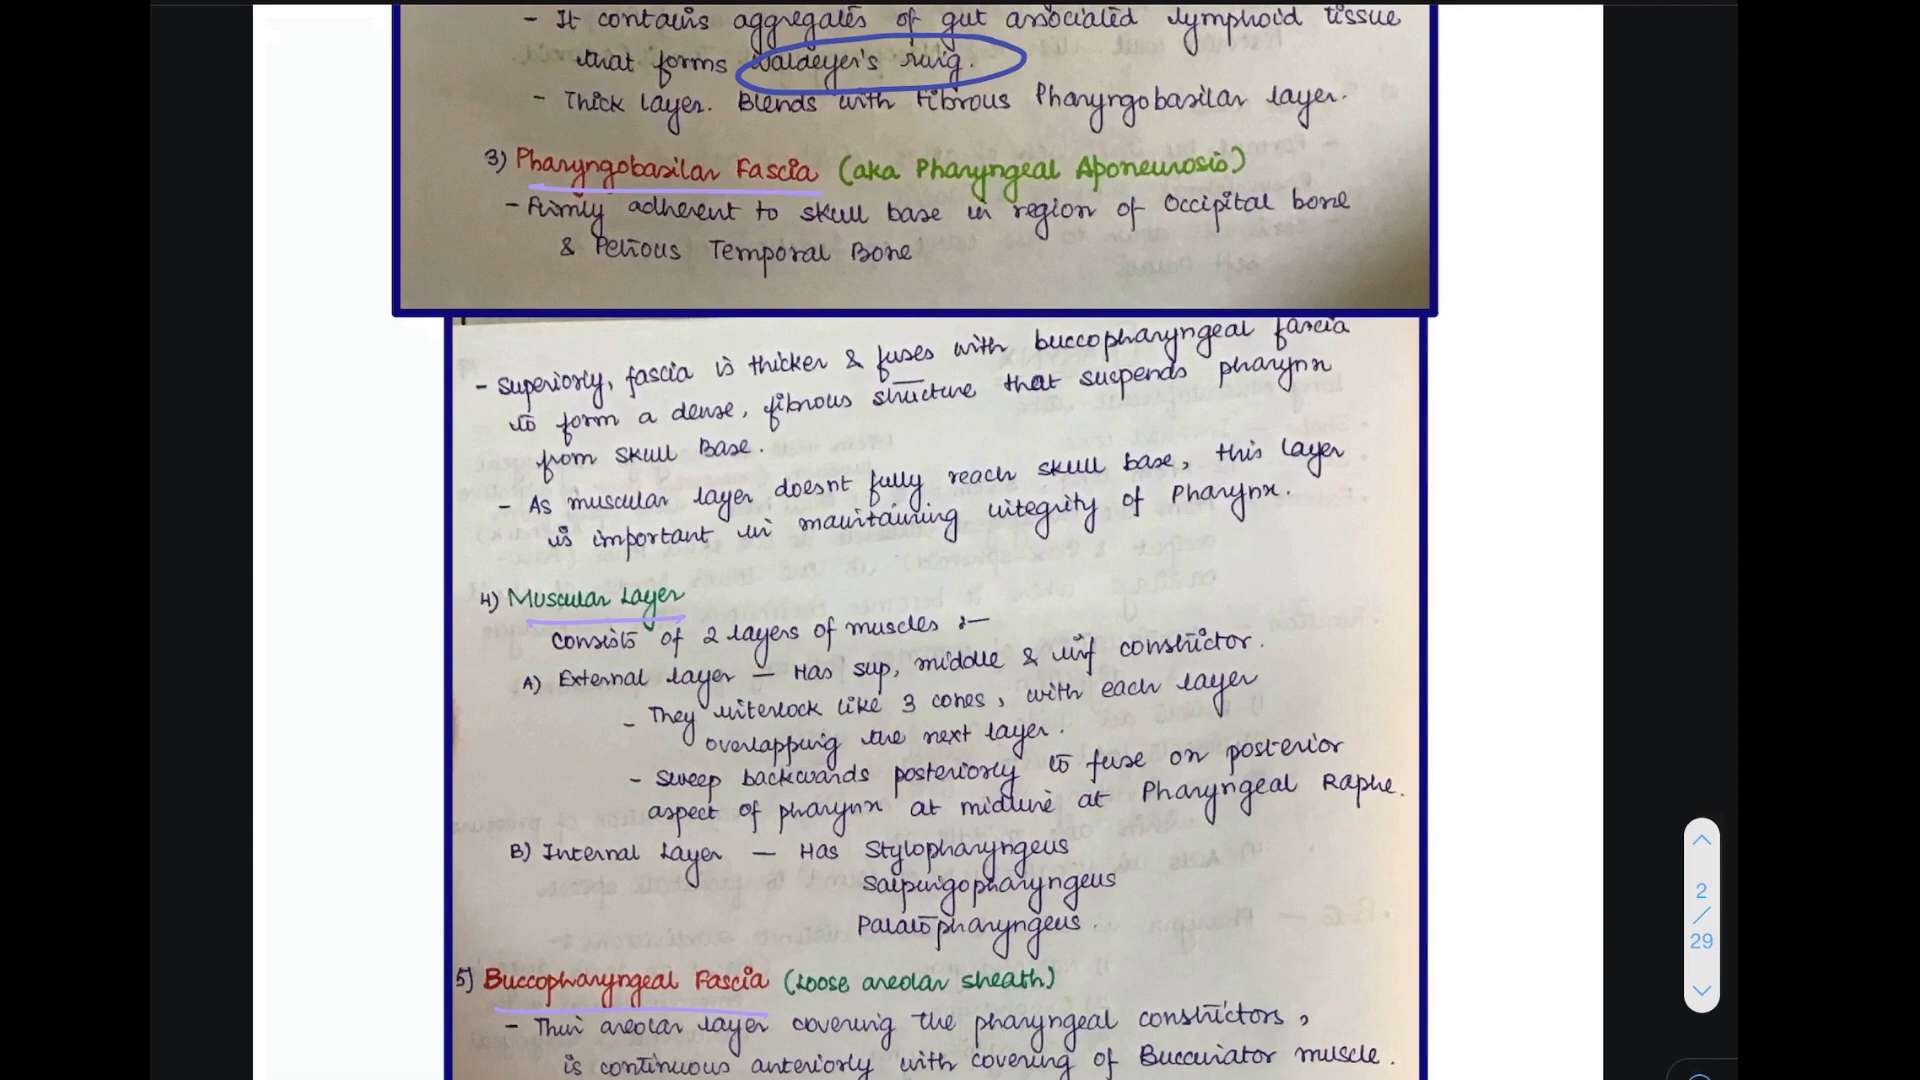 - It contains aggregates of gut associated lymphoid tissue
that forms Waldeyer's ring.
- Thick layer. Blends with Fibrous Pharyngobasilar layer.
3) Pharyngobasilar Fascia (aka Pharyngeal Aponeurosis)
- Firmly adherent to skull base in region of Occipital bone
& Petrous Temporal Bone
- Superiorly, fascia is thicker & fuses with buccopharyngeal fascia
to form a dense, fibrous structure that suspends pharynx
from skull Base.
- As muscular layer doesnt fully reach skull base, this layer
is important in maintaining integrity of Pharynx.
4) Muscular Layer
Consists of 2 layers of muscles :-
A) External layer - Has sup, middle & inf constrictor.
- They interlock like 3 cones, with each layer
overlapping the next layer.
- Sweep backwards posteriorly to fuse on posterior
aspect of pharynx at midline at Pharyngeal Raphe.
B) Internal Layer - Has Stylopharyngeus
Salpingopharyngeus
Palatopharyngeus.
5) Buccopharyngeal Fascia (Loose areolar sheath)
- Thin areolar layer covering the pharyngeal constrictors,
is continuous anteriorly with covering of Buccinator muscle.
2
/
29